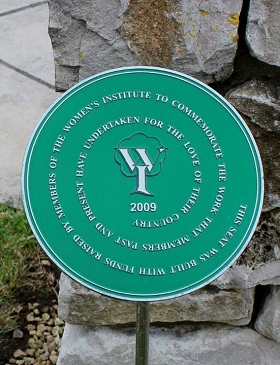 THIS SEAT WAS BUILT WITH FUNDS RAISED BY MEMBERS OF THE WOMEN'S INSTITUTE TO COMMEMORATE THE WORK THAT MEMBERS PAST AND PRESENT HAVE UNDERTAKEN FOR THE LOVE OF THEIR COUNTRY
WI
2009